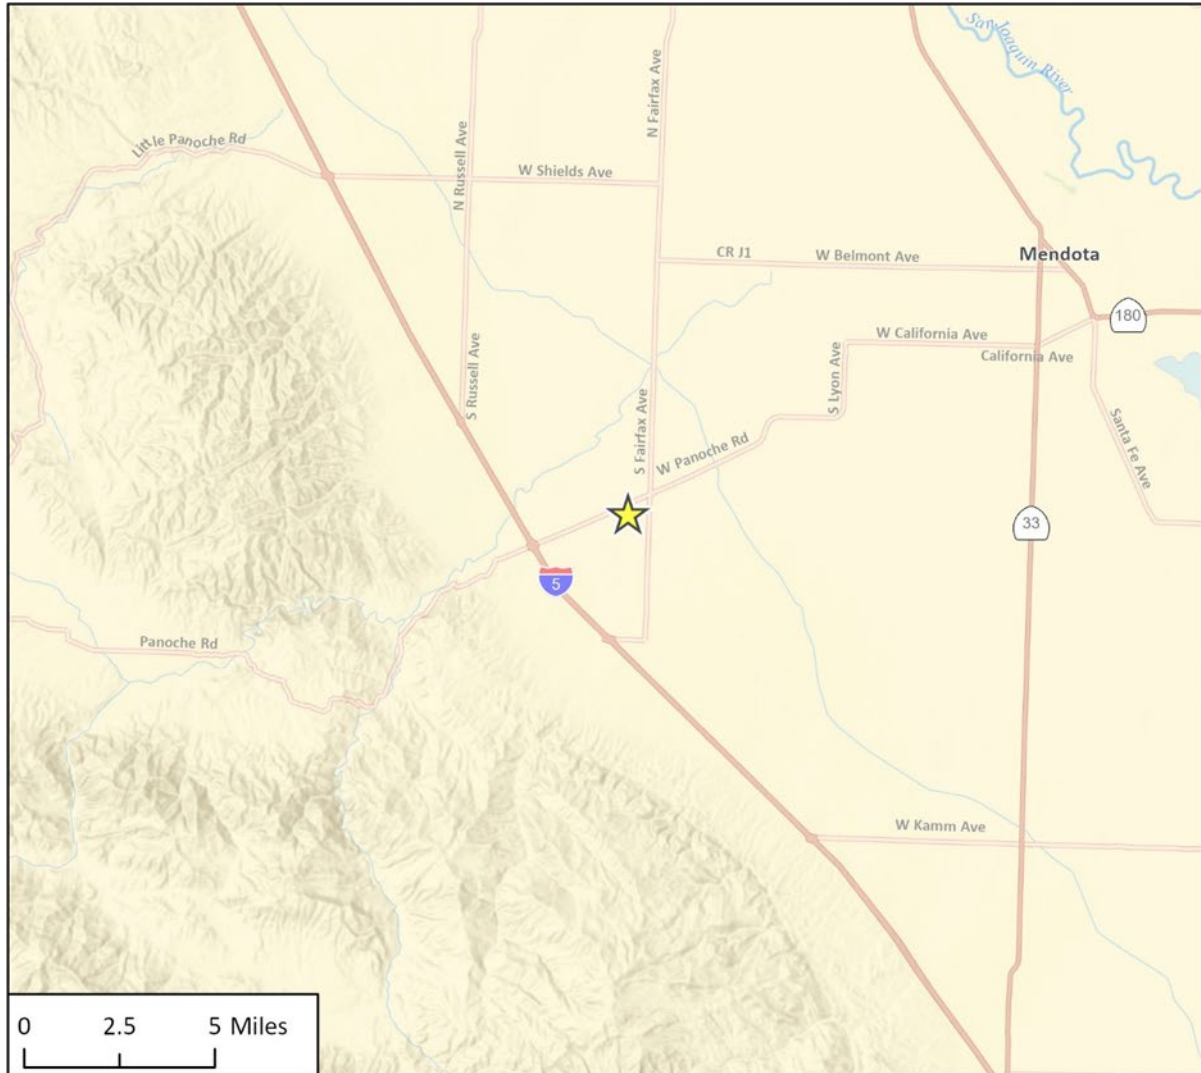 San Joaquin River
N Fairfax Ave
Little Panoche Rd
N Russell Ave
W Shields Ave
CR J1
W Belmont Ave
Mendota
180
W California Ave
California Ave
S Russell Ave
S Lyon Ave
S Fairfax Ave
W Panoche Rd
Santa Fe Ave
33
5
Panoche Rd
W Kamm Ave
0 2.5 5 Miles